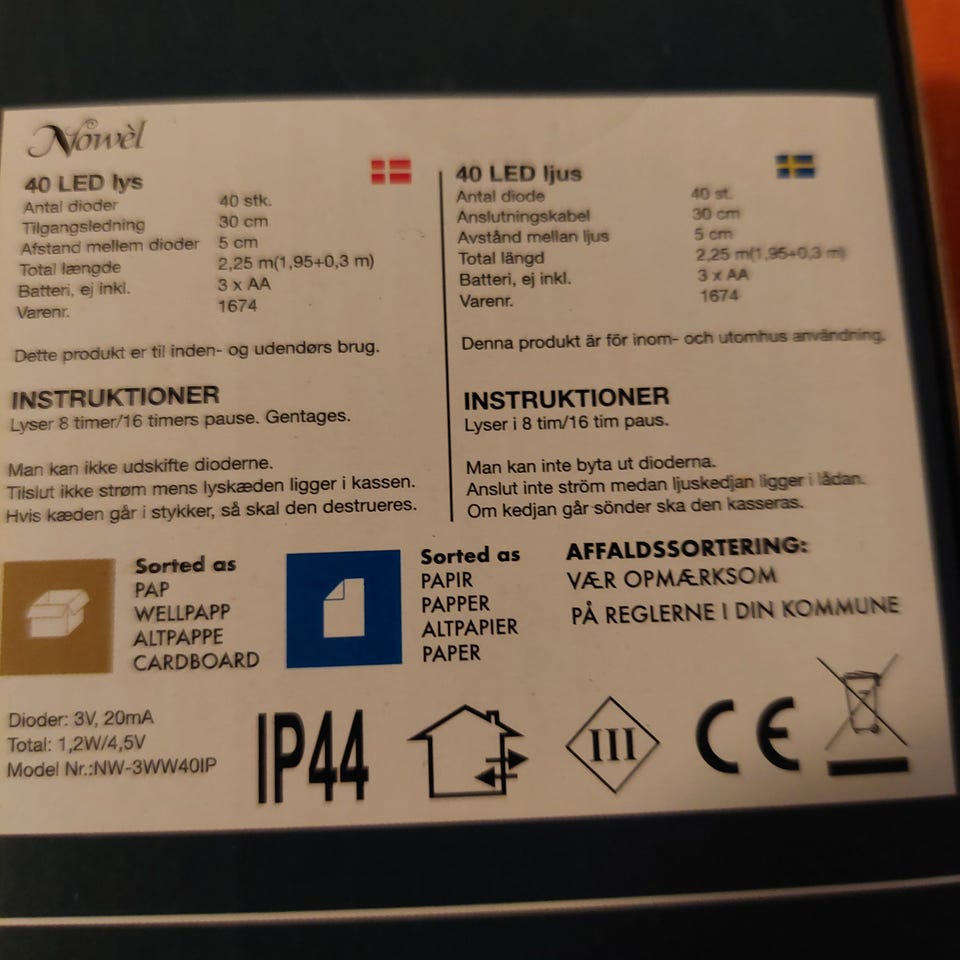 Nowèl
40 LED lys
Antal dioder 40 stk.
Tilgangsledning 30 cm
Afstand mellem dioder 5 cm
Total længde 2,25 m(1,95+0,3 m)
Batteri, ej inkl. 3 x AA
Varenr. 1674
Dette produkt er til inden- og udendørs brug.
INSTRUKTIONER
Lyser 8 timer/16 timers pause. Gentages.
Man kan ikke udskifte dioderne.
Tilslut ikke strøm mens lyskæden ligger i kassen.
Hvis kæden går i stykker, så skal den destrueres.
40 LED ljus
Antal diode 40 st.
Anslutningskabel 30 cm
Avstånd mellan ljus 5 cm
Total längd 2,25 m(1,95+0,3 m)
Batteri, ej inkl. 3 x AA
Varenr. 1674
Denna produkt är för inom- och utomhus användning.
INSTRUKTIONER
Lyser i 8 tim/16 tim paus.
Man kan inte byta ut dioderna.
Anslut inte ström medan ljuskedjan ligger i lådan.
Om kedjan går sönder ska den kasseras.
Sorted as
PAP
WELLPAPP
ALTPAPPE
CARDBOARD
Sorted as
PAPIR
PAPPER
ALTPAPIER
PAPER
AFFALDSSORTERING:
VÆR OPMÆRKSOM
PÅ REGLERNE I DIN KOMMUNE
Dioder: 3V, 20mA
Total: 1,2W/4,5V
Model Nr.:NW-3WW40IP
IP44
III
CE